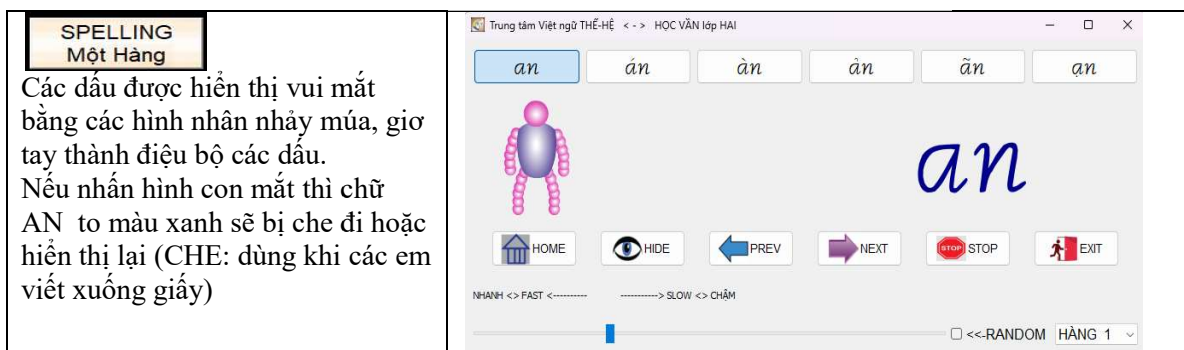 SPELLING
Một Hàng
Các dấu được hiển thị vui mắt
bằng các hình nhân nhảy múa, giơ
tay thành điệu bộ các dấu.
Nếu nhấn hình con mắt thì chữ
AN to màu xanh sẽ bị che đi hoặc
hiển thị lại (CHE: dùng khi các em
viết xuống giấy)
Trung tâm Việt ngữ THẾ-HỆ < - > HỌC VẦN lớp HAI
an án àn ản ãn ạn
an
HOME HIDE PREV NEXT STOP STOP EXIT
NHANH <> FAST <---------- -----------> SLOW <> CHẬM
<<-RANDOM HÀNG 1